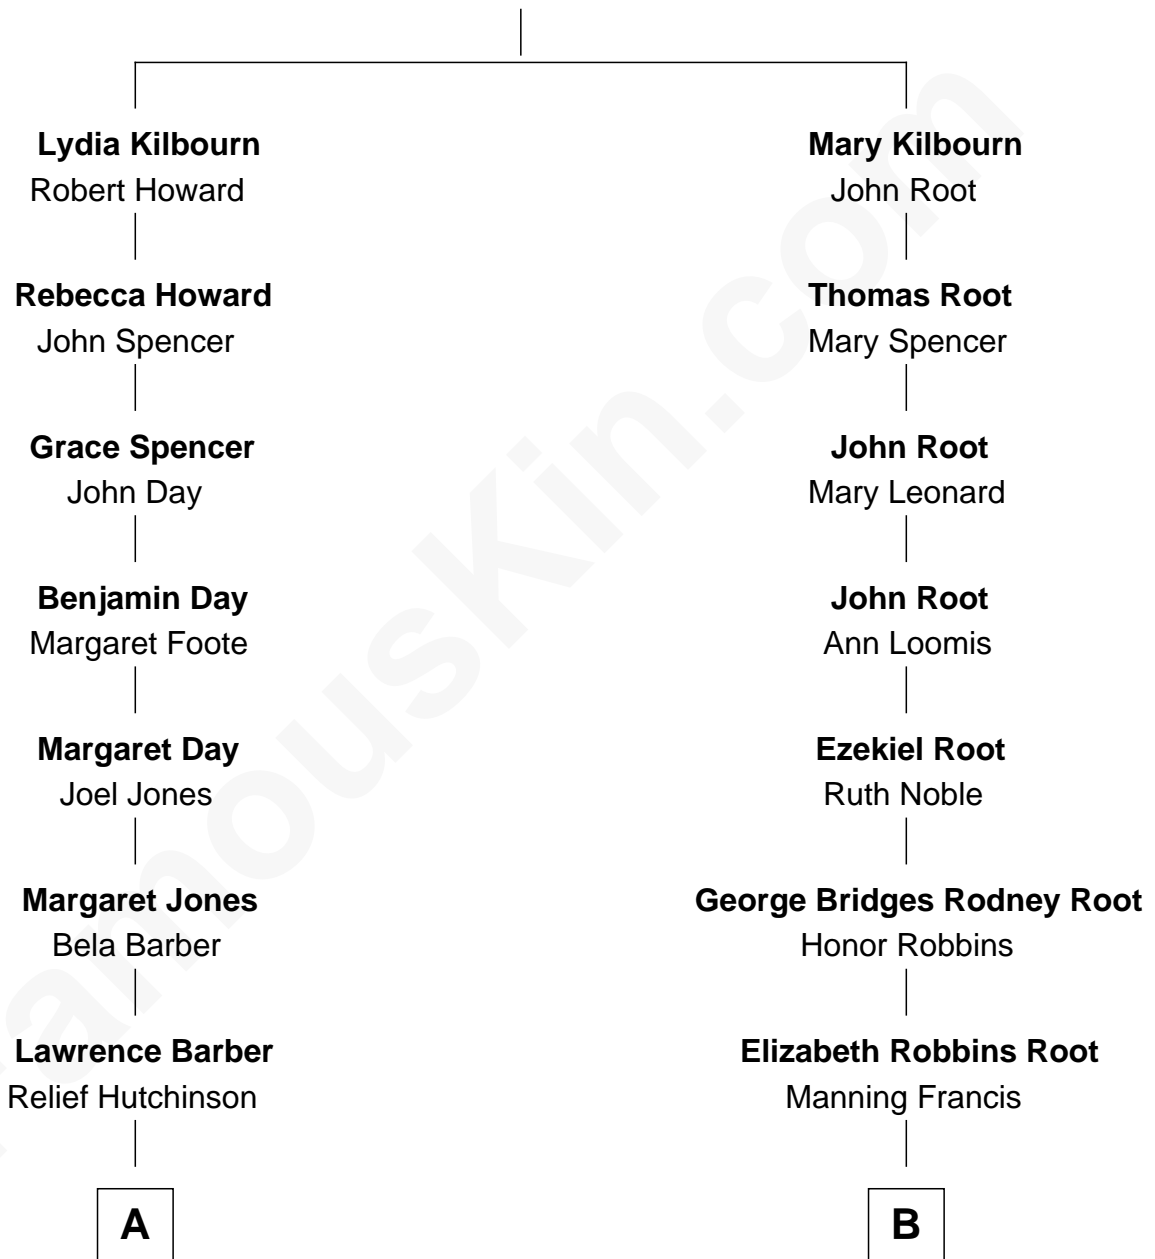 Lydia Kilbourn
Robert Howard
Mary Kilbourn
John Root
Rebecca Howard
John Spencer
Thomas Root
Mary Spencer
Grace Spencer
John Day
John Root
Mary Leonard
Benjamin Day
Margaret Foote
John Root
Ann Loomis
Margaret Day
Joel Jones
Ezekiel Root
Ruth Noble
Margaret Jones
Bela Barber
George Bridges Rodney Root
Honor Robbins
Lawrence Barber
Relief Hutchinson
Elizabeth Robbins Root
Manning Francis
A
B
FamousKin.com